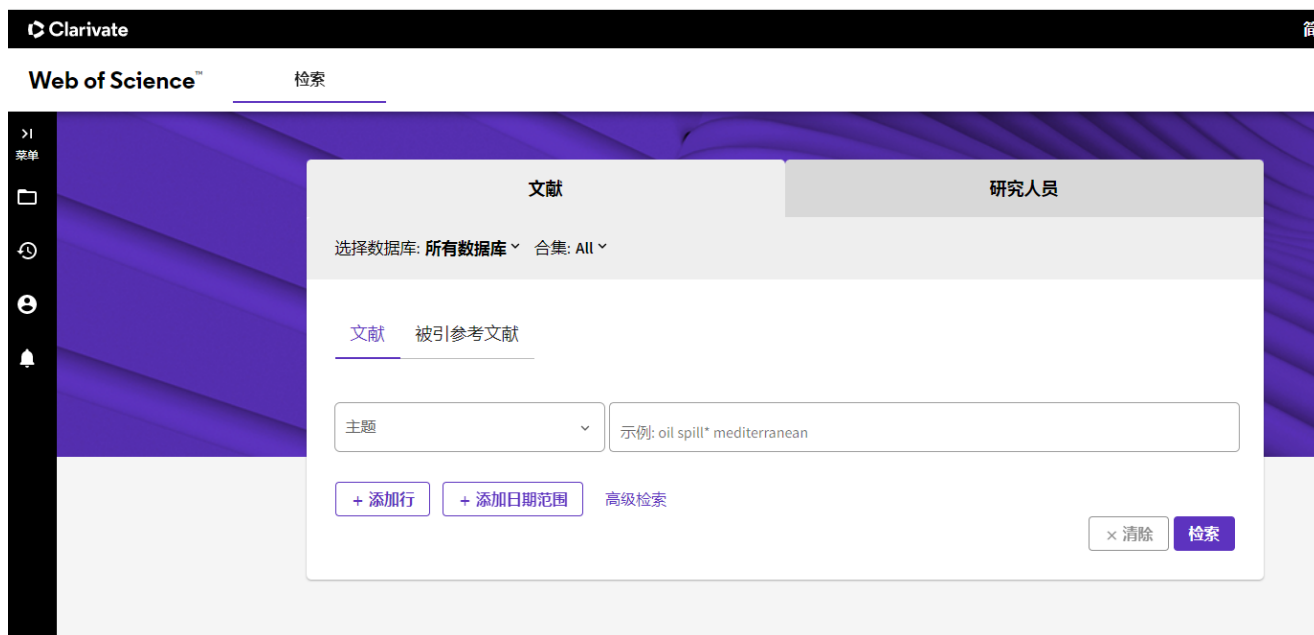 Clarivate
简
Web of Science™
检索
菜单
文献
研究人员
选择数据库: 所有数据库 合集: All
文献
被引参考文献
主题
示例: oil spill* mediterranean
+ 添加行
+ 添加日期范围
高级检索
× 清除
检索